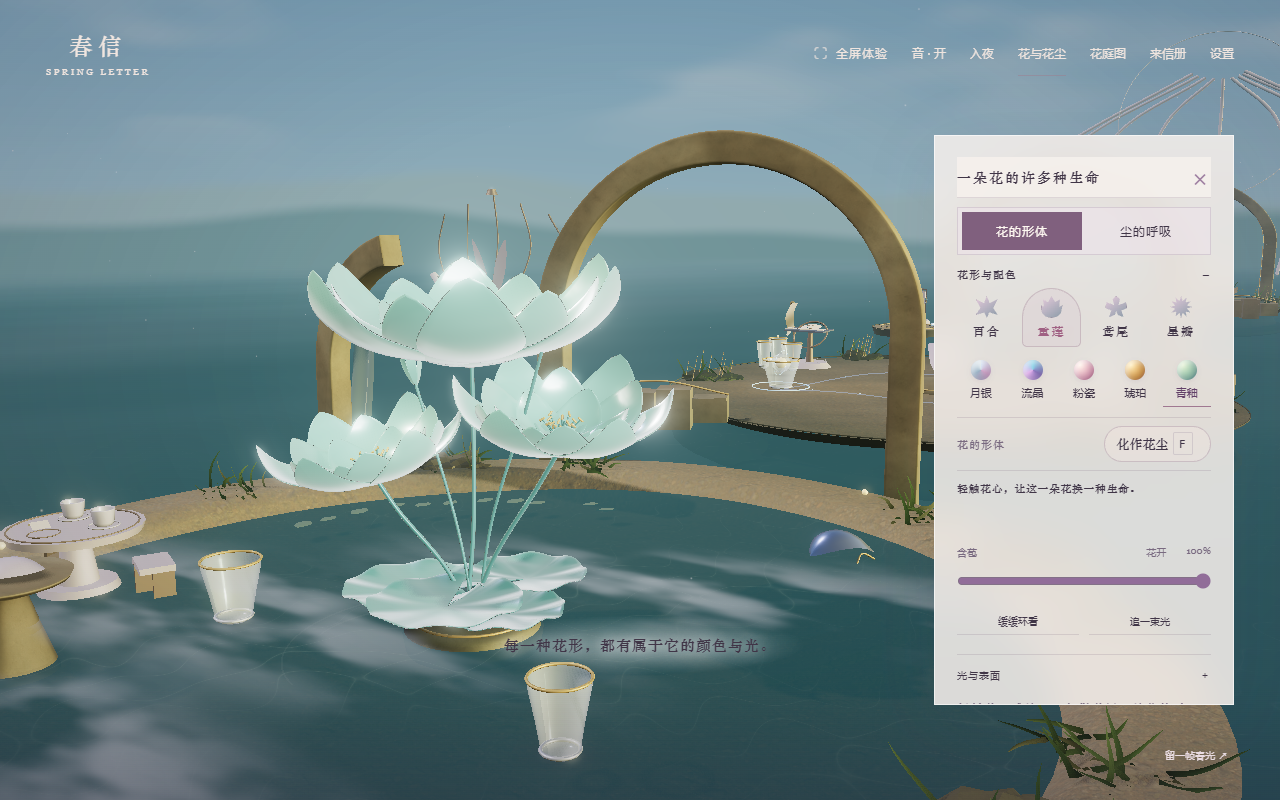 春信
SPRING LETTER
全屏体验 音·开 入夜 花与花尘 花庭图 来信册 设置
一朵花的许多种生命 ×
花的形体 尘的呼吸
花形与配色 −
百合 重莲 鸢尾 星瓣
月银 流晶 粉瓷 琥珀 青釉
花的形体 化作花尘 F
轻触花心，让这一朵花换一种生命。
含苞 花开 100%
缓缓环看 追一束光
光与表面 +
每一种花形，都有属于它的颜色与光。
留一帧春光 ↗